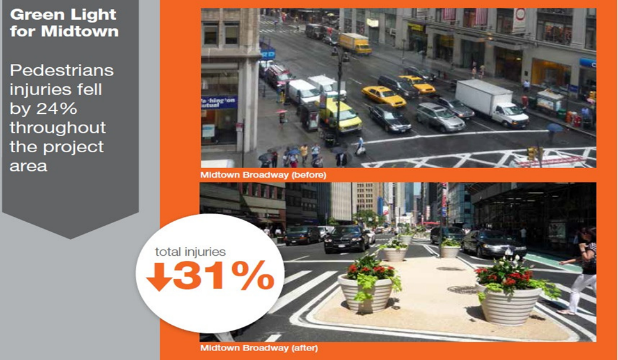 Green Light
for Midtown
Pedestrians
injuries fell
by 24%
throughout
the project
area
Midtown Broadway (before)
total injuries
↓31%
Midtown Broadway (after)